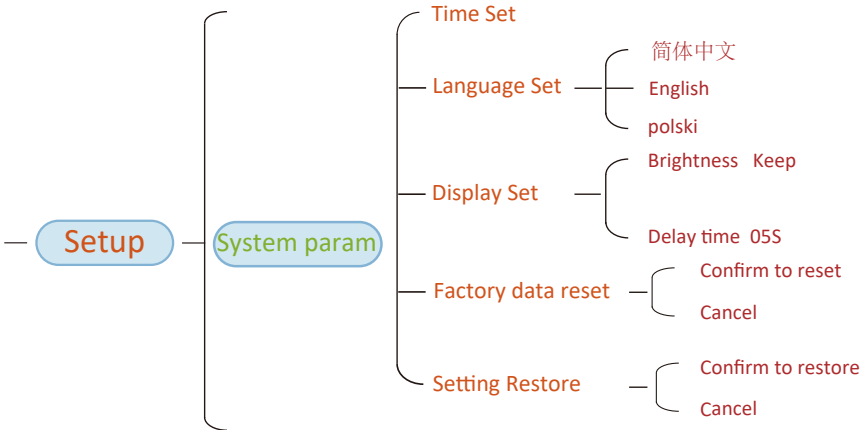 Setup
System param
Time Set
Language Set
简体中文
English
polski
Display Set
Brightness Keep
Delay time 05S
Factory data reset
Confirm to reset
Cancel
Setting Restore
Confirm to restore
Cancel